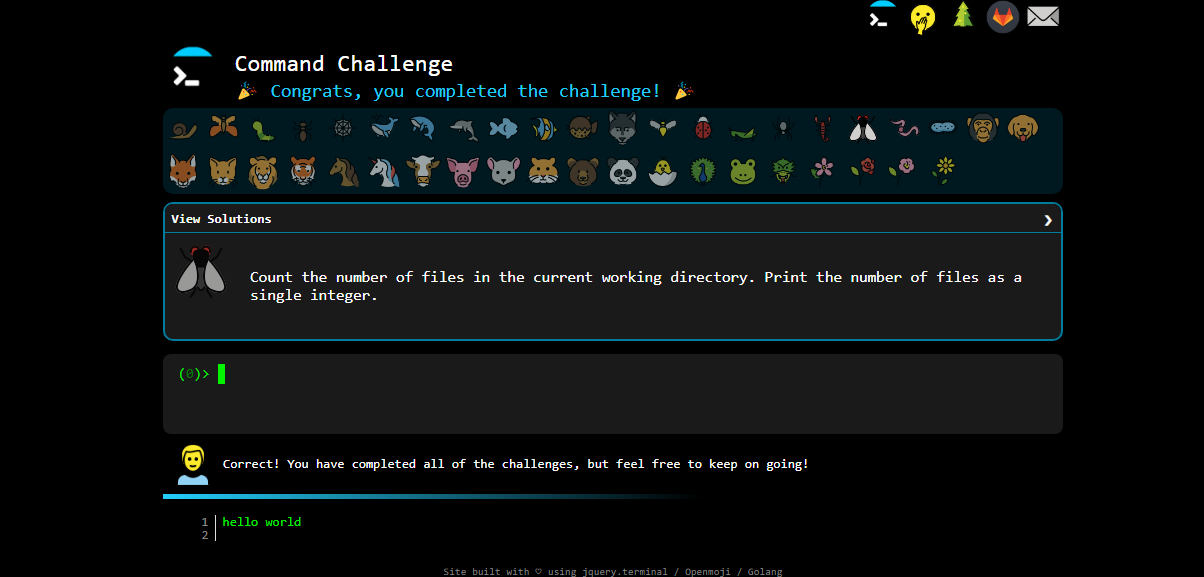 Command Challenge
Congrats, you completed the challenge!
View Solutions
Count the number of files in the current working directory. Print the number of files as a
single integer.
(0)>
Correct! You have completed all of the challenges, but feel free to keep on going!
1 hello world
2
Site built with ♡ using jquery.terminal / Openmoji / Golang